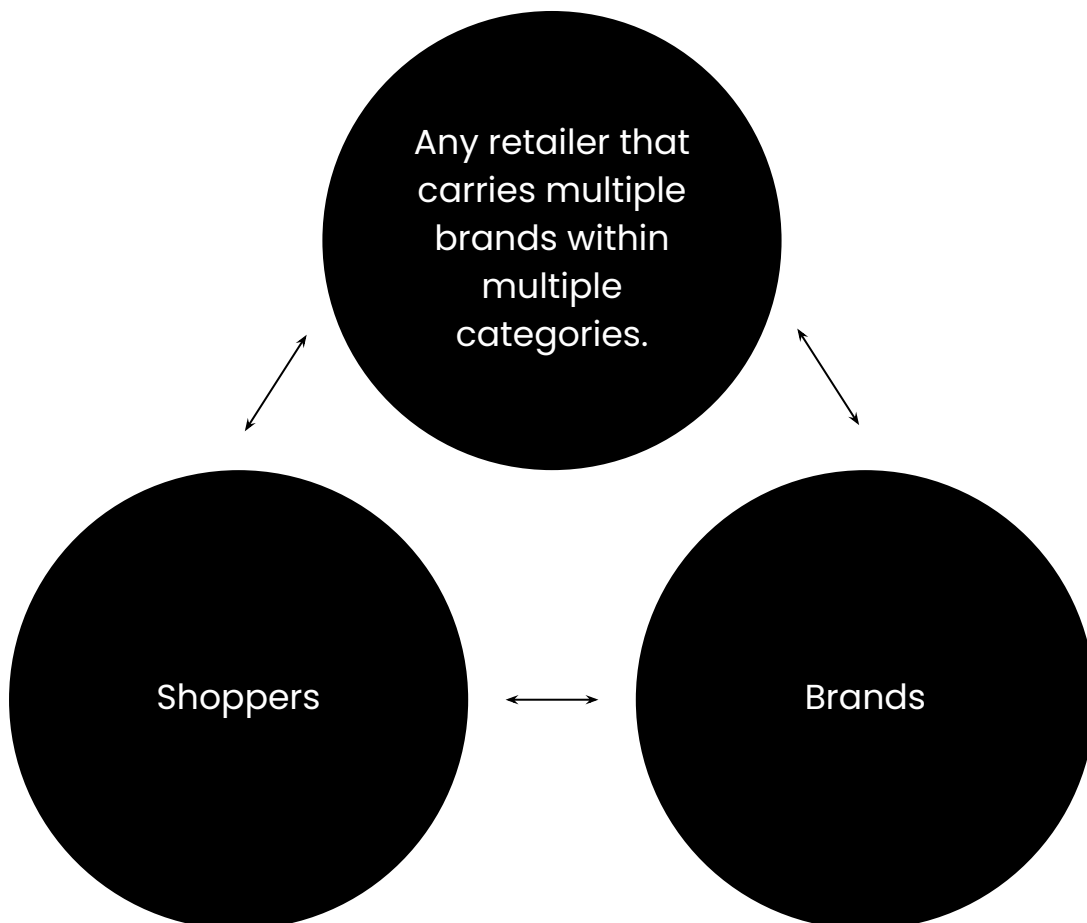 Any retailer that
carries multiple
brands within
multiple
categories.
Shoppers
Brands